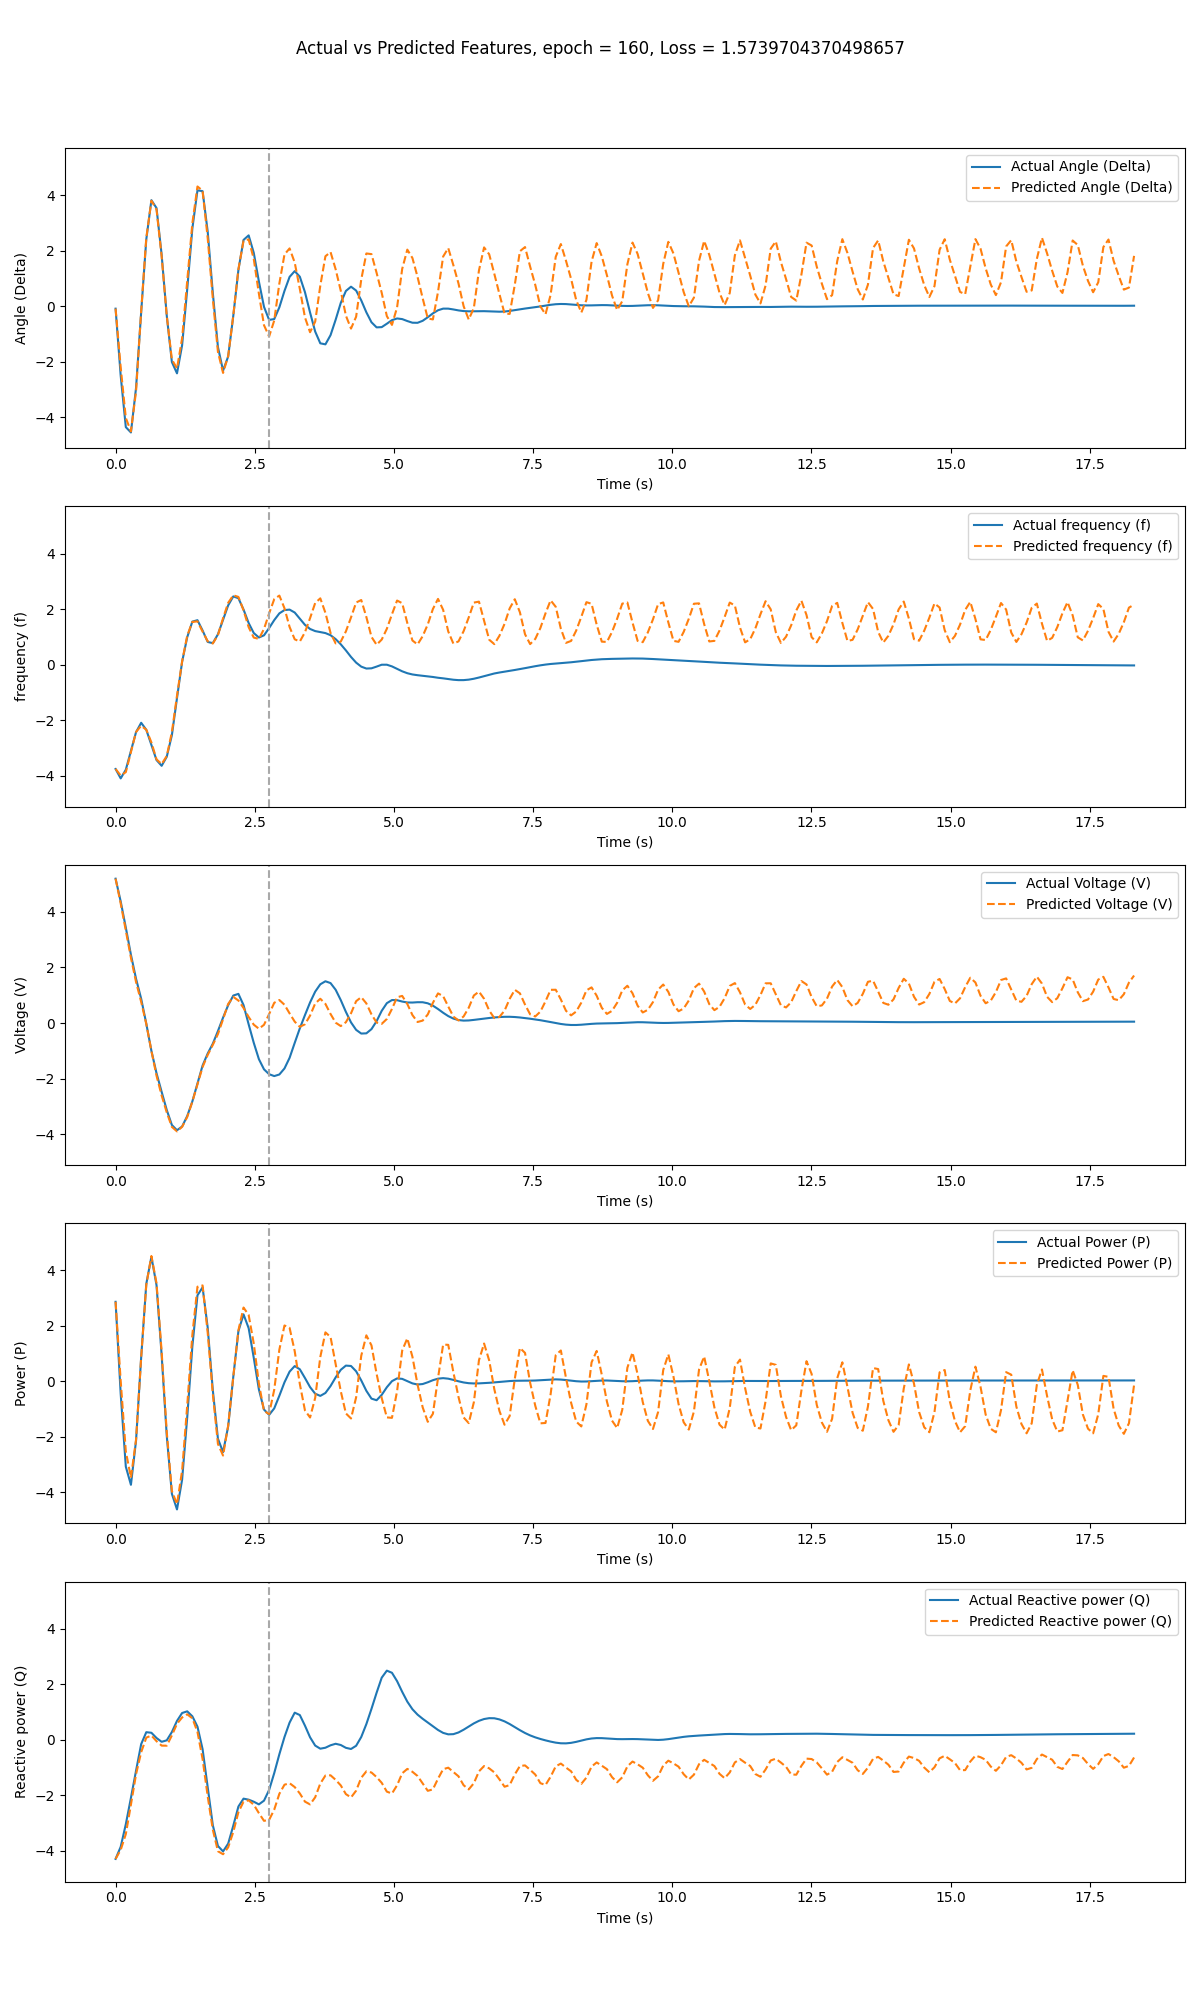 Actual vs Predicted Features, epoch = 160, Loss = 1.5739704370498657
Actual Angle (Delta)
Predicted Angle (Delta)
4
2
0
−2
−4
Angle (Delta)
0.0 2.5 5.0 7.5 10.0 12.5 15.0 17.5
Time (s)
Actual frequency (f)
Predicted frequency (f)
4
2
0
−2
−4
frequency (f)
0.0 2.5 5.0 7.5 10.0 12.5 15.0 17.5
Time (s)
Actual Voltage (V)
Predicted Voltage (V)
4
2
0
−2
−4
Voltage (V)
0.0 2.5 5.0 7.5 10.0 12.5 15.0 17.5
Time (s)
Actual Power (P)
Predicted Power (P)
4
2
0
−2
−4
Power (P)
0.0 2.5 5.0 7.5 10.0 12.5 15.0 17.5
Time (s)
Actual Reactive power (Q)
Predicted Reactive power (Q)
4
2
0
−2
−4
Reactive power (Q)
0.0 2.5 5.0 7.5 10.0 12.5 15.0 17.5
Time (s)